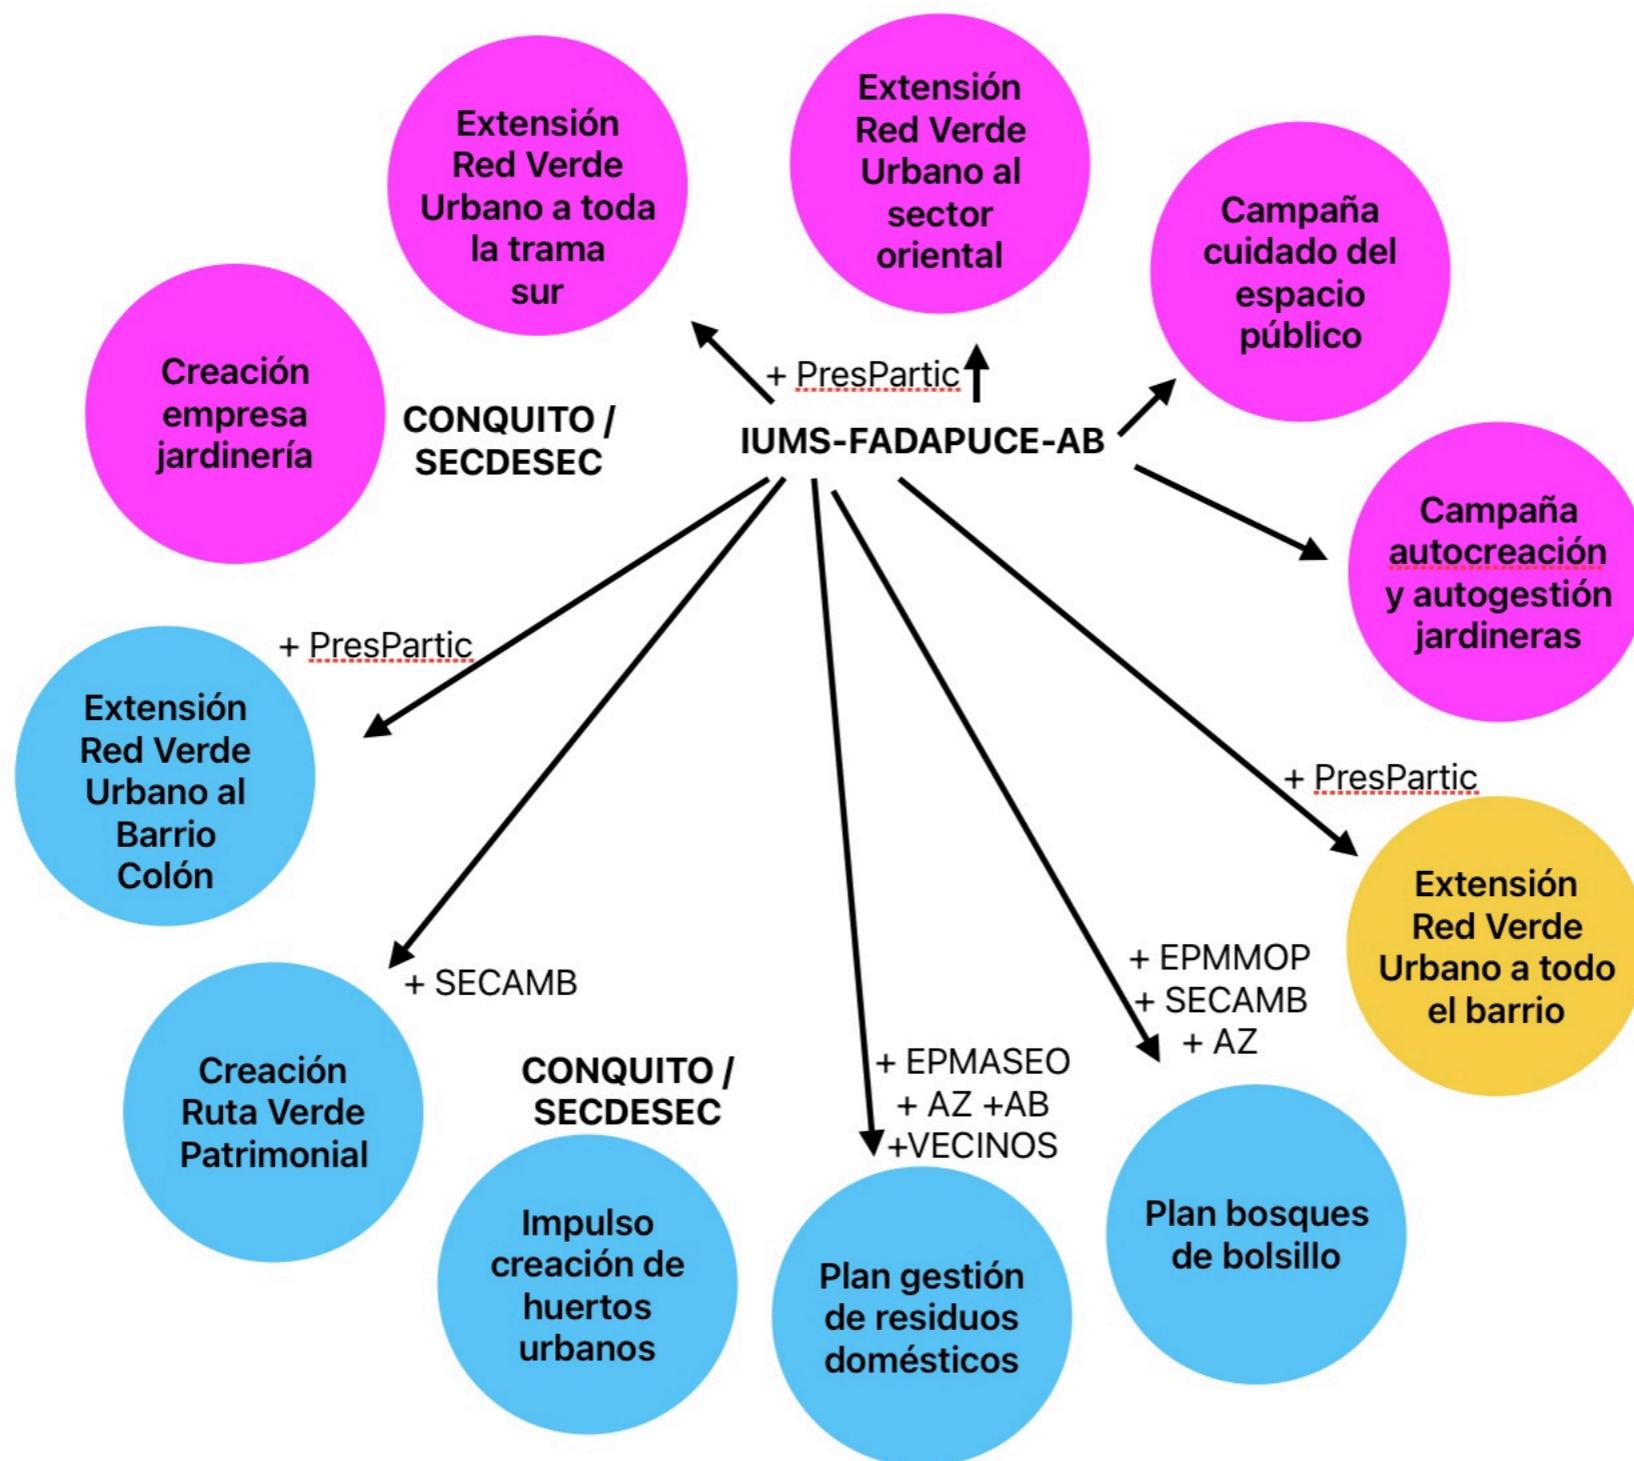 Extensión
Red Verde
Urbano a toda
la trama
sur
Extensión
Red Verde
Urbano al
sector
oriental
Campaña
cuidado del
espacio
público
Creación
empresa
jardinería
CONQUITO /
SECDESEC
+ PresPartic
IUMS-FADAPUCE-AB
Campaña
autocreación
y autogestión
jardineras
+ PresPartic
Extensión
Red Verde
Urbano al
Barrio
Colón
+ PresPartic
Extensión
Red Verde
Urbano a todo
el barrio
+ SECAMB
Creación
Ruta Verde
Patrimonial
CONQUITO /
SECDESEC
Impulso
creación de
huertos
urbanos
+ EPMASEO
+ AZ +AB
+VECINOS
Plan gestión
de residuos
domésticos
+ EPMMOP
+ SECAMB
+ AZ
Plan bosques
de bolsillo